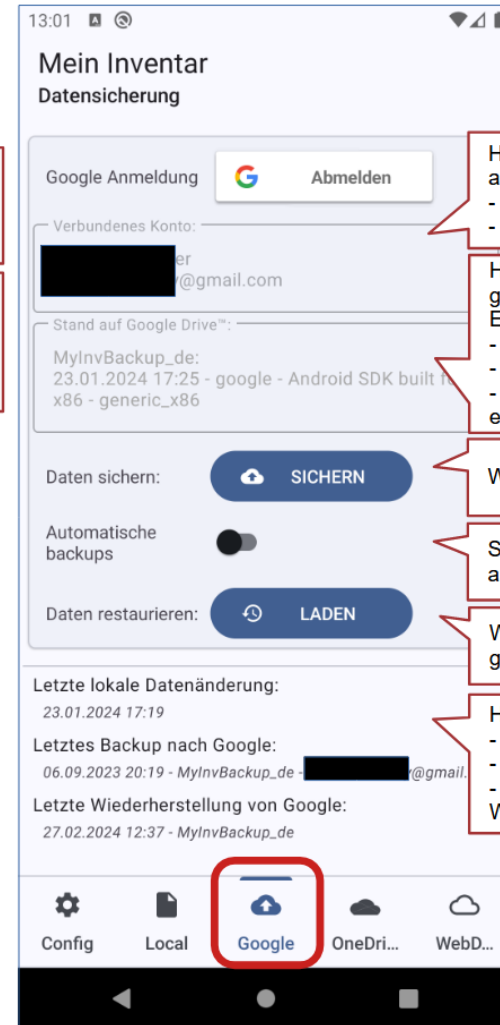 13:01
Mein Inventar
Datensicherung
Google Anmeldung
G Abmelden
Verbundenes Konto:
er
@gmail.com
Stand auf Google Drive™:
MyInvBackup_de:
23.01.2024 17:25 - google - Android SDK built
x86 - generic_x86
Daten sichern:
SICHERN
Automatische
backups
Daten restaurieren:
LADEN
Letzte lokale Datenänderung:
23.01.2024 17:19
Letztes Backup nach Google:
06.09.2023 20:19 - MyInvBackup_de - @gmail.
Letzte Wiederherstellung von Google:
27.02.2024 12:37 - MyInvBackup_de
Config
Local
Google
OneDri...
WebD...